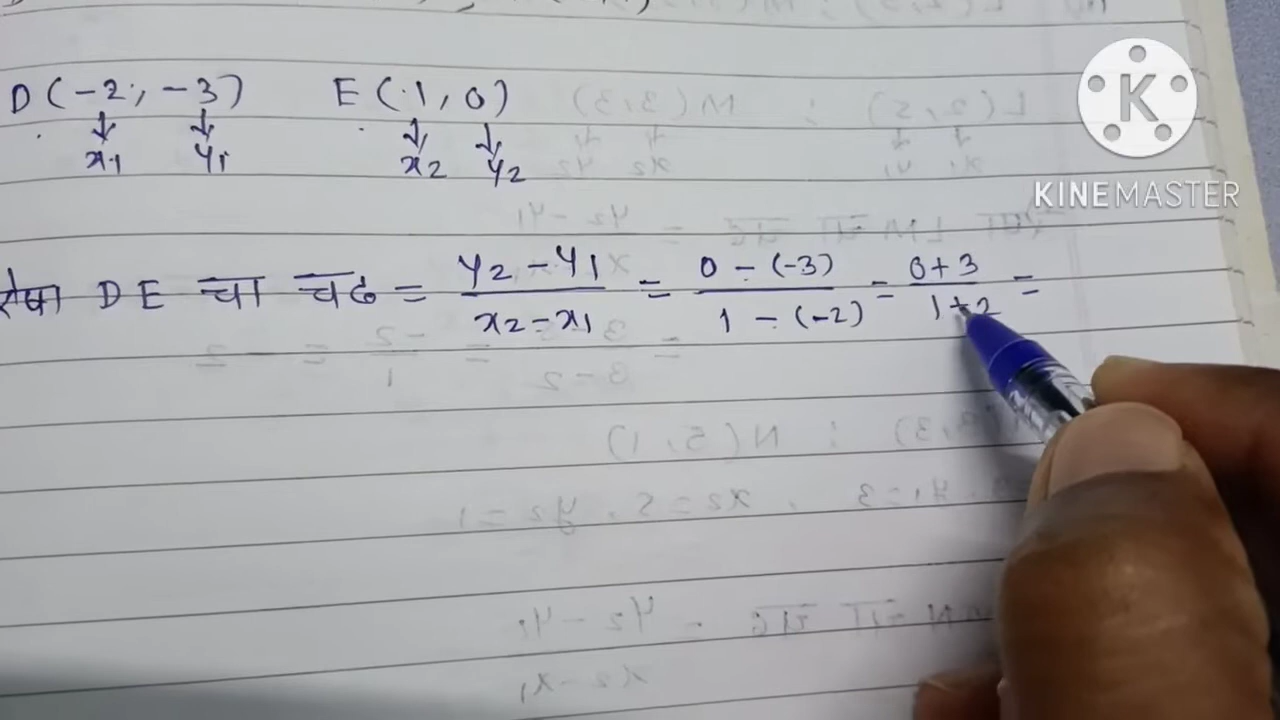 D(-2, -3) E(1, 0)
x1 y1 x2 y2
रेषा DE चा चढ = y2 - y1 / x2 - x1 = 0 - (-3) / 1 - (-2) = 0 + 3 / 1 + 2 =
K
KINEMASTER